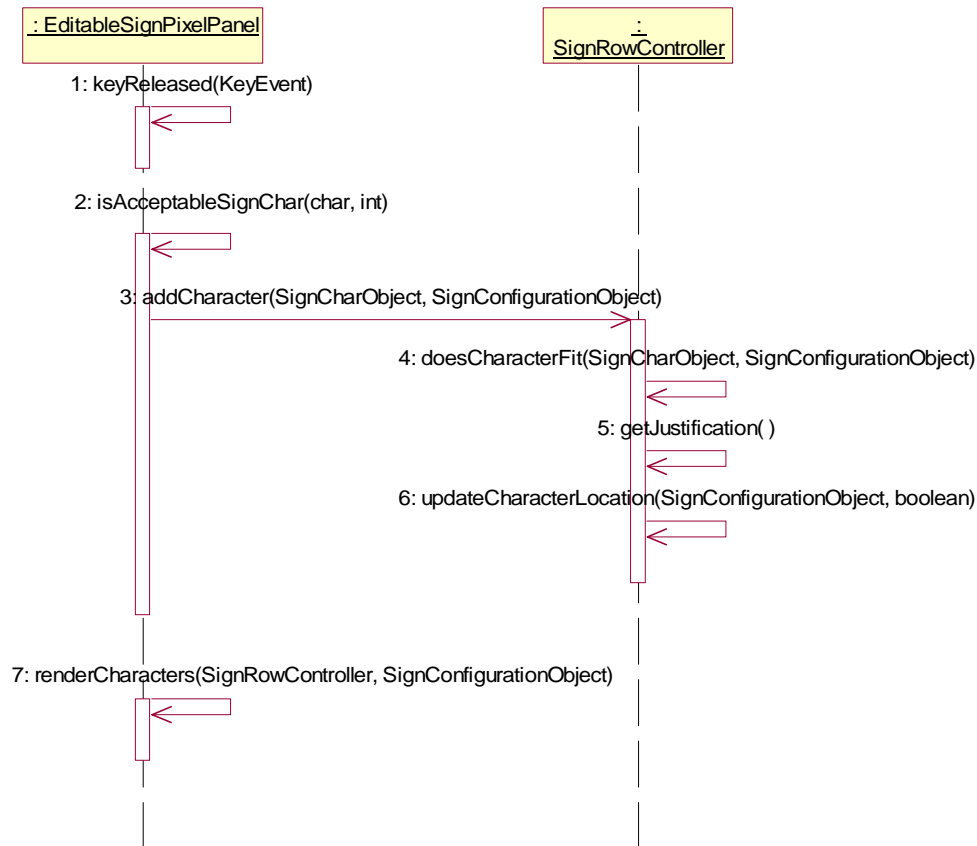 : EditableSignPixelPanel
:
SignRowController
1: keyReleased(KeyEvent)
2: isAcceptableSignChar(char, int)
3: addCharacter(SignCharObject, SignConfigurationObject)
4: doesCharacterFit(SignCharObject, SignConfigurationObject)
5: getJustification( )
6: updateCharacterLocation(SignConfigurationObject, boolean)
7: renderCharacters(SignRowController, SignConfigurationObject)